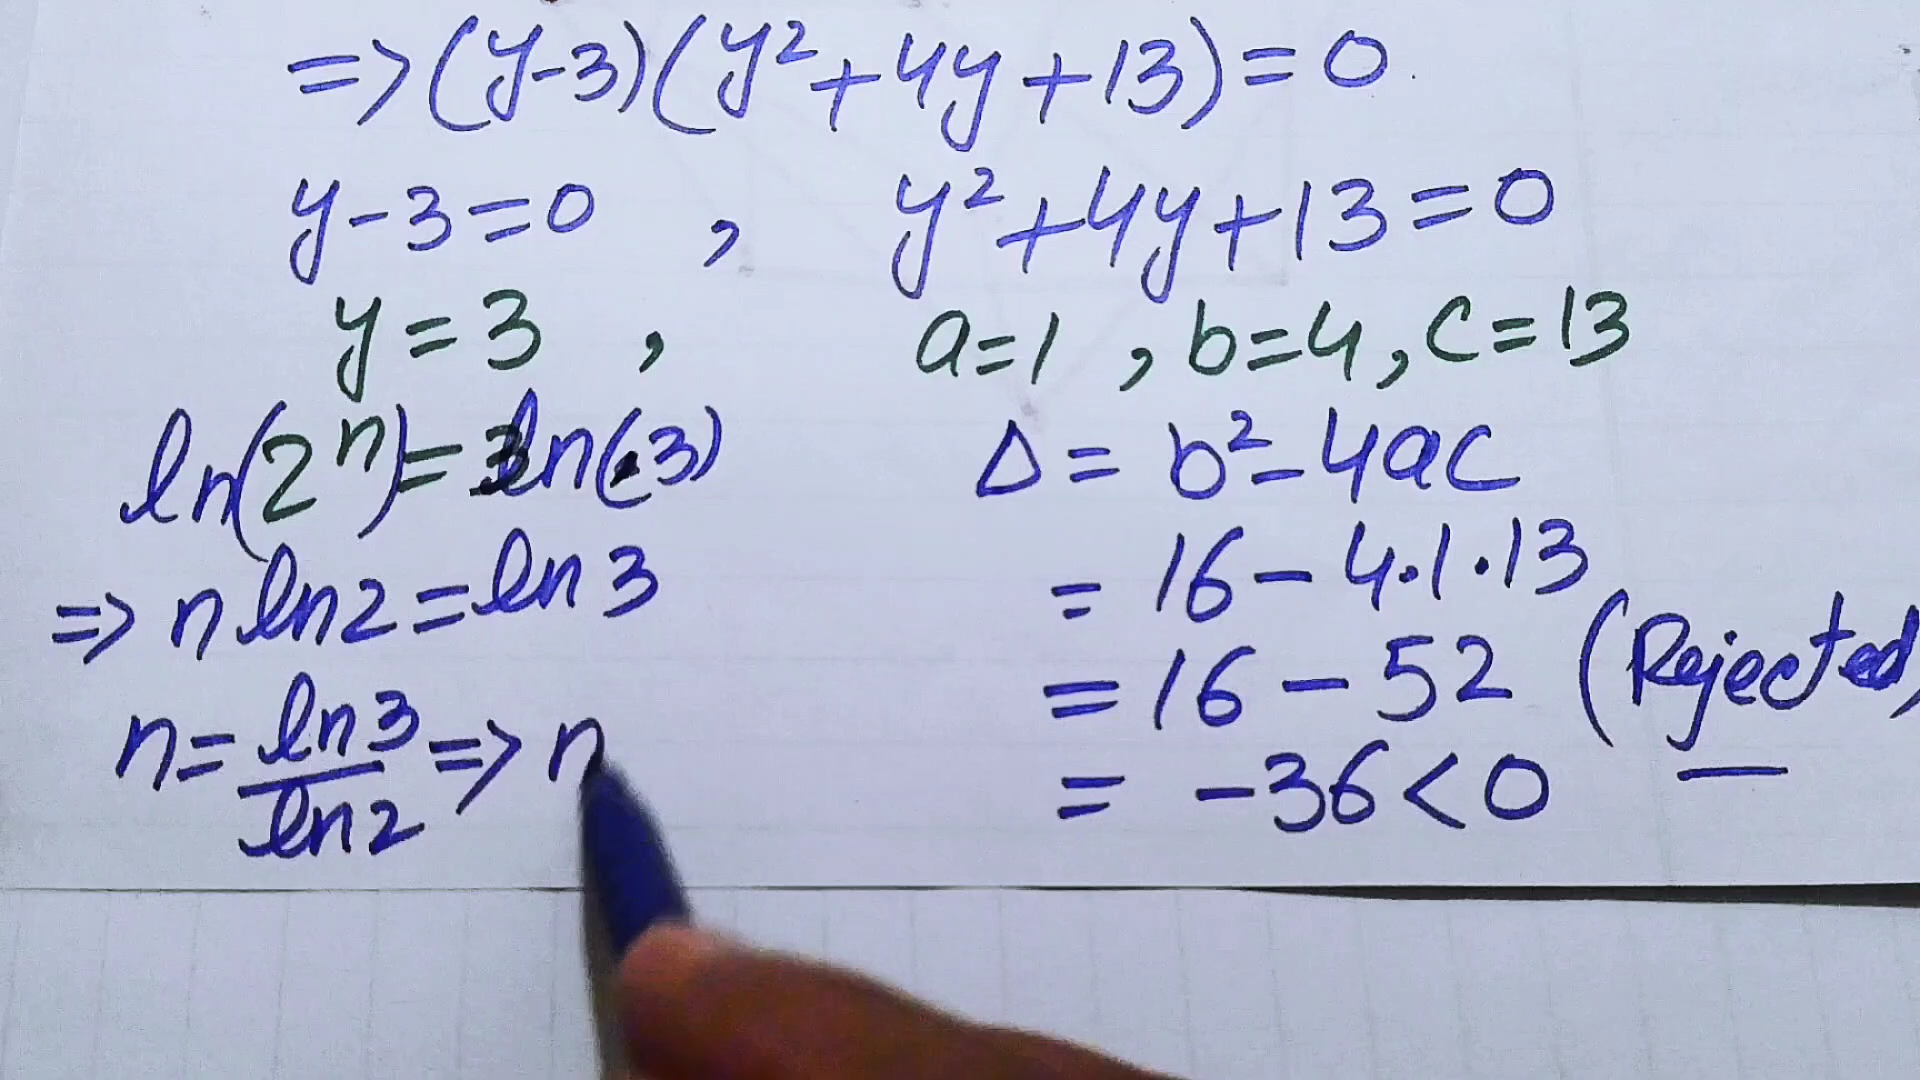 => (y-3)(y²+4y+13)=0
y-3=0 , y²+4y+13=0
y=3 , a=1 , b=4, c=13
ln(2ⁿ)= ln(3) Δ = b²-4ac
=> n ln2 = ln 3 = 16 - 4.1.13
= 16 - 52 (Rejected)
n = ln3/ln2 => n = -36 < 0